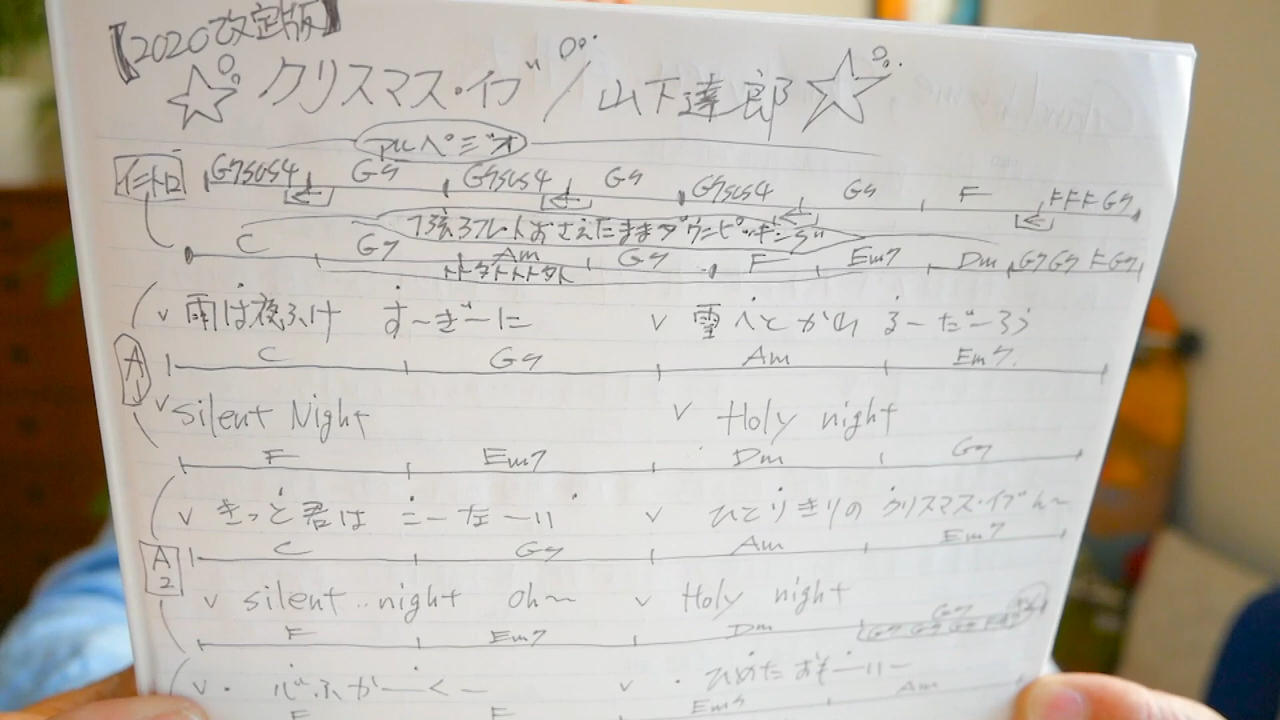 【2020改定版】
クリスマス・イブ / 山下達郎
アルペジオ
イントロ G7sus4 G7 G7sus4 G7 G7sus4 G7 F F F F G7
1弦3フレットおさえたままダウンピッキング
C G7 Am G7 F Em7 Dm G7 G7 F G7
トトタトトトタト
雨は夜ふけ すーぎーに 雪へとかわ るーだーろう
A1 C G7 Am Em7
Silent Night Holy night
F Em7 Dm G7
きっと君は こーなーい ひとりきりの クリスマス・イブん〜
C G7 Am Em7
A2
silent night Oh〜 Holy night
F Em7 Dm G7
G7 G7 G7
心ふかーくー ひめた おもーいー
F F Em7 Am